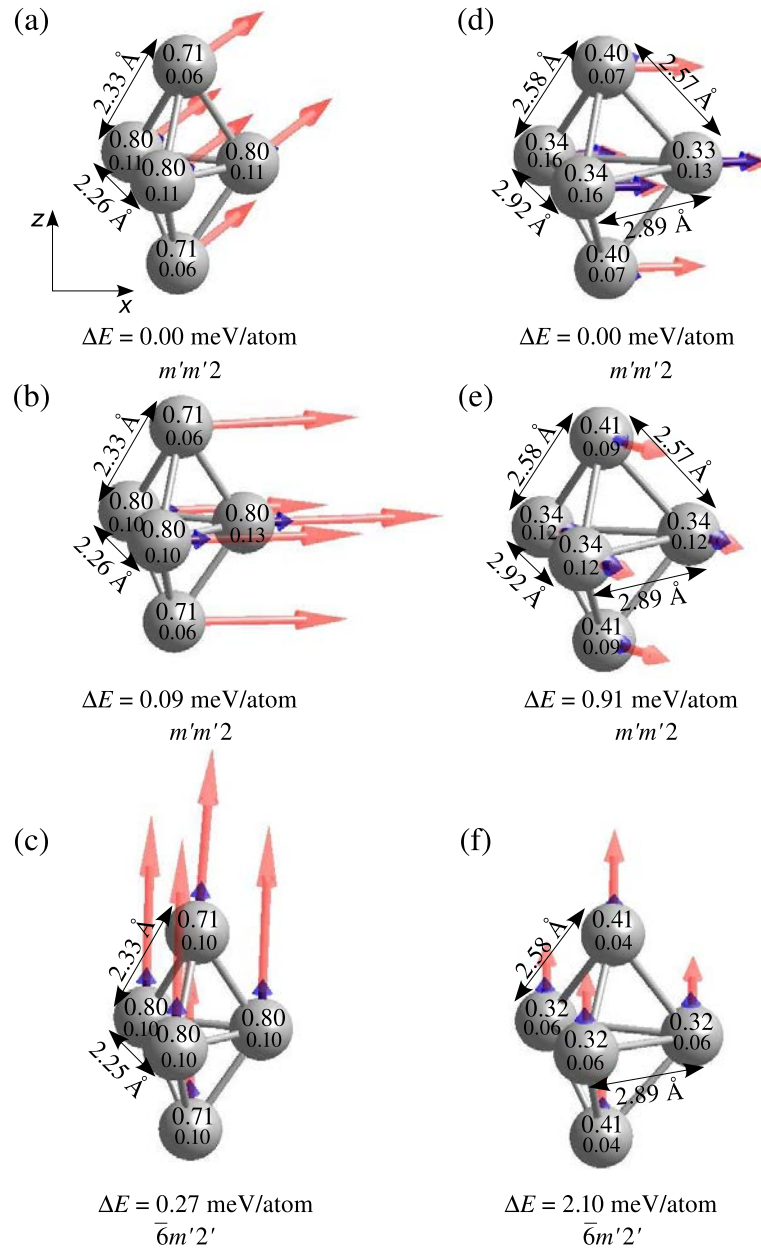 (a)
0.71
0.06
2.33 Å
0.80
0.11
0.80
0.11
0.80
0.11
2.26 Å
0.71
0.06
z
x
ΔE = 0.00 meV/atom
m'm'2
(d)
0.40
0.07
2.58 Å
2.57 Å
0.34
0.16
0.34
0.16
0.33
0.13
2.92 Å
2.89 Å
0.40
0.07
ΔE = 0.00 meV/atom
m'm'2
(b)
0.71
0.06
2.33 Å
0.80
0.10
0.80
0.10
0.80
0.13
2.26 Å
0.71
0.06
ΔE = 0.09 meV/atom
m'm'2
(e)
0.41
0.09
2.58 Å
2.57 Å
0.34
0.12
0.34
0.12
0.34
0.12
2.92 Å
2.89 Å
0.41
0.09
ΔE = 0.91 meV/atom
m'm'2
(c)
0.71
0.10
2.33 Å
0.80
0.10
0.80
0.10
0.80
0.10
2.25 Å
0.71
0.10
ΔE = 0.27 meV/atom
6̅m'2'
(f)
0.41
0.04
2.58 Å
0.32
0.06
0.32
0.06
0.32
0.06
2.89 Å
0.41
0.04
ΔE = 2.10 meV/atom
6̅m'2'